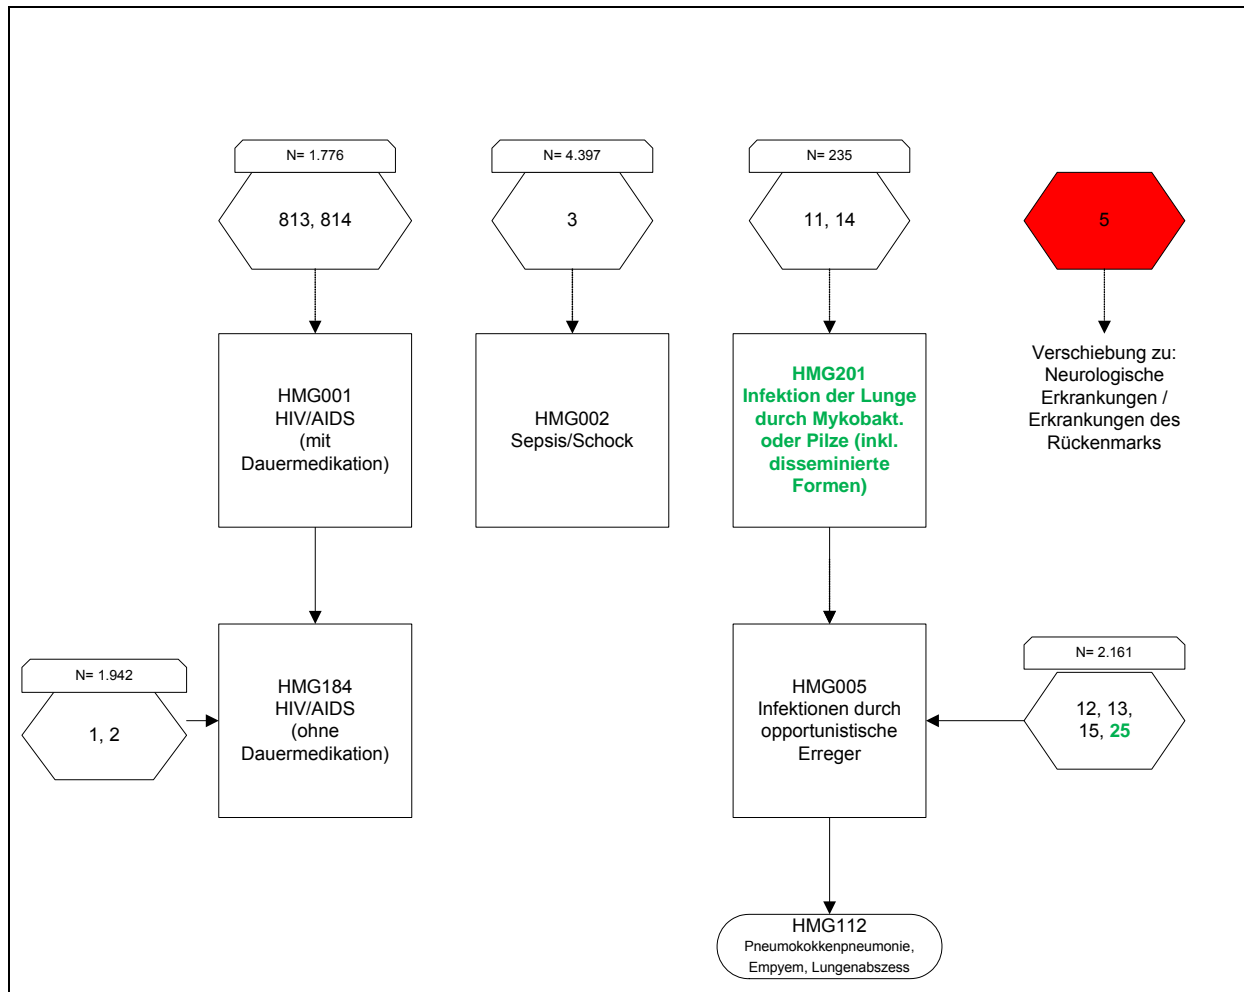 N= 1.776
813, 814
N= 4.397
3
N= 235
11, 14
5
HMG001
HIV/AIDS
(mit
Dauermedikation)
HMG002
Sepsis/Schock
HMG201
Infektion der Lunge
durch Mykobakt.
oder Pilze (inkl.
disseminierte
Formen)
Verschiebung zu:
Neurologische
Erkrankungen /
Erkrankungen des
Rückenmarks
N= 1.942
1, 2
HMG184
HIV/AIDS
(ohne
Dauermedikation)
HMG005
Infektionen durch
opportunistische
Erreger
N= 2.161
12, 13,
15, 25
HMG112
Pneumokokkenpneumonie,
Empyem, Lungenabszess